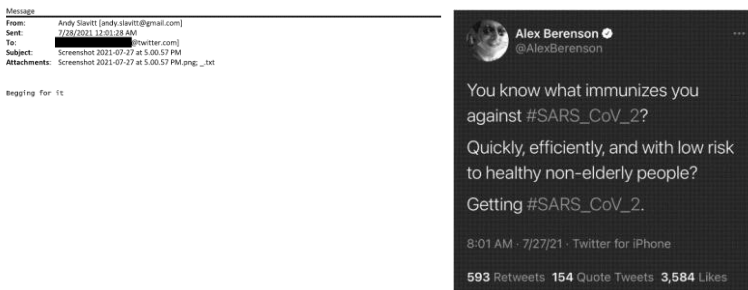 Message
From: Andy Slavitt [andy.slavitt@gmail.com]
Sent: 7/28/2021 12:01:28 AM
To: @twitter.com]
Subject: Screenshot 2021-07-27 at 5.00.57 PM
Attachments: Screenshot 2021-07-27 at 5.00.57 PM.png; _.txt
Begging for it
Alex Berenson
@AlexBerenson
You know what immunizes you
against #SARS_CoV_2?
Quickly, efficiently, and with low risk
to healthy non-elderly people?
Getting #SARS_CoV_2.
8:01 AM · 7/27/21 · Twitter for iPhone
593 Retweets 154 Quote Tweets 3,584 Likes